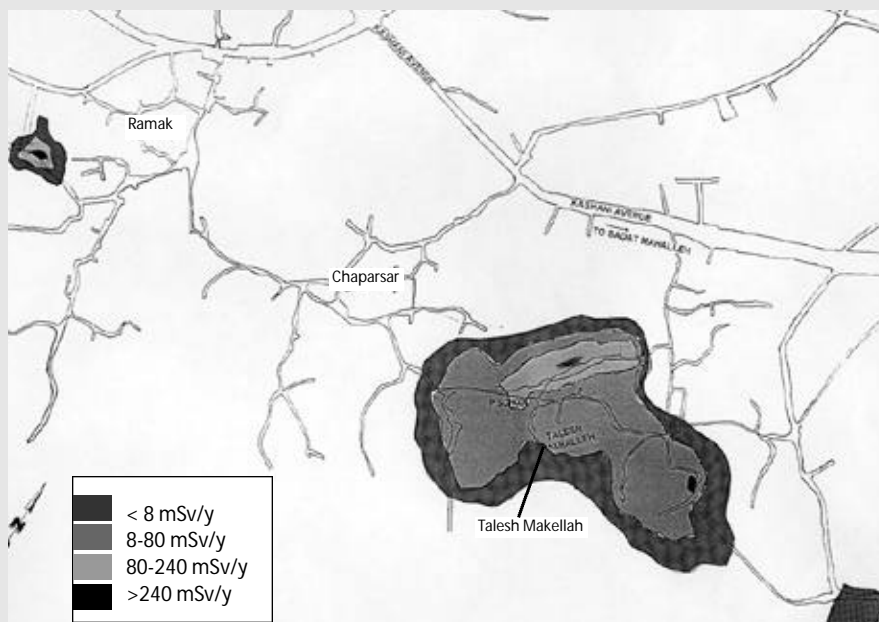 KASHANI AVENUE
Ramak
KASHANI AVENUE
TO SADAT MAHALLEH
Chaparsar
TALESH
MAHALLEH
Talesh Makellah
N
< 8 mSv/y
8-80 mSv/y
80-240 mSv/y
>240 mSv/y